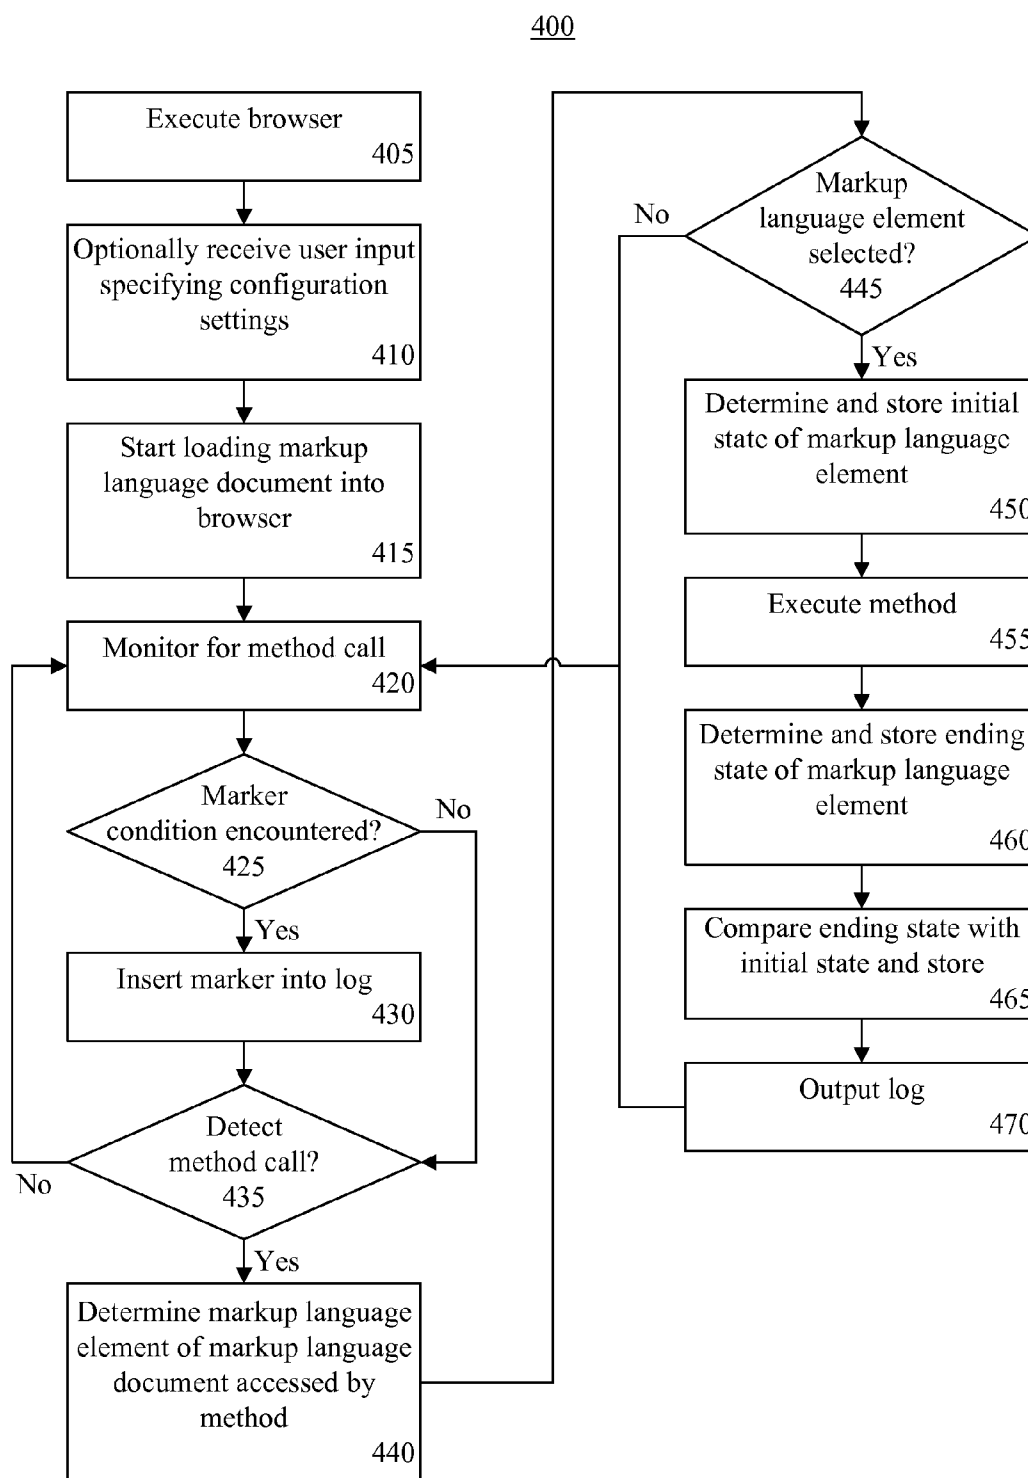 400
Execute browser
405
Optionally receive user input
specifying configuration
settings
410
Start loading markup
language document into
browser
415
Monitor for method call
420
Marker
condition encountered?
425
No
Yes
Insert marker into log
430
Detect
method call?
435
No
Yes
Determine markup language
element of markup language
document accessed by
method
440
Markup
language element
selected?
445
No
Yes
Determine and store initial
state of markup language
element
450
Execute method
455
Determine and store ending
state of markup language
element
460
Compare ending state with
initial state and store
465
Output log
470